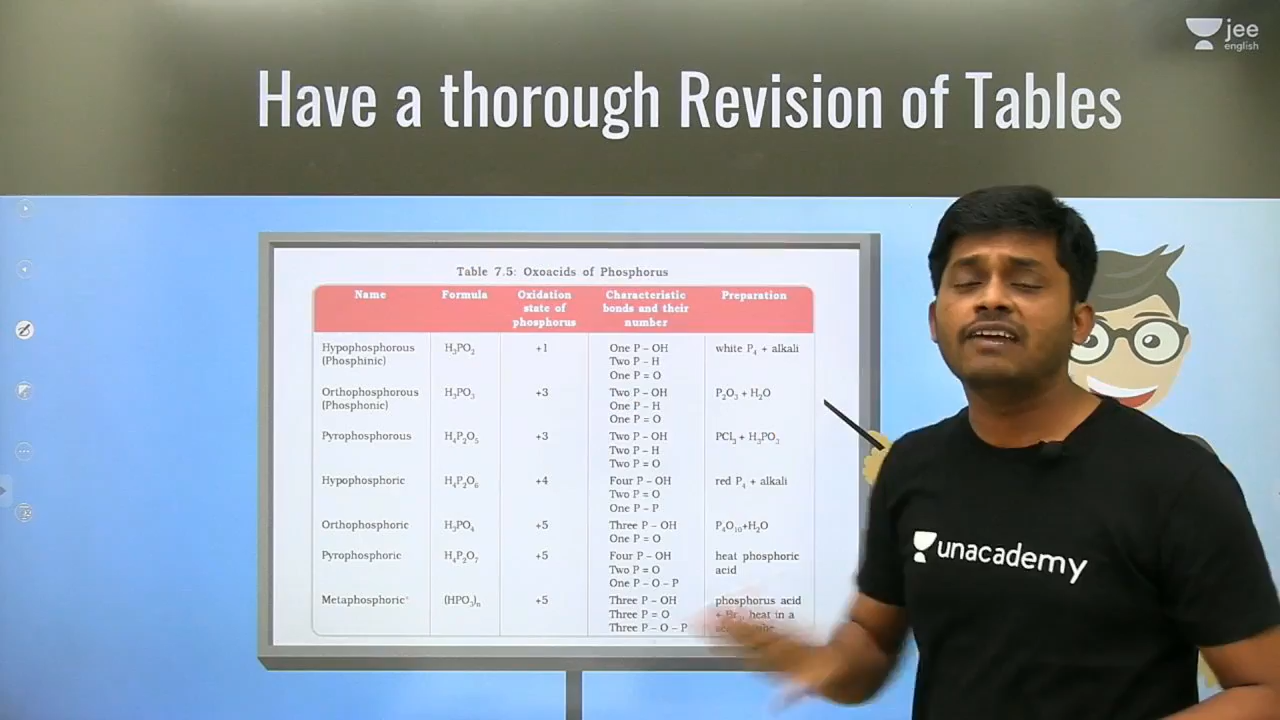 jee
english
Have a thorough Revision of Tables
Table 7.5: Oxoacids of Phosphorus
Name Formula Oxidation state of phosphorus Characteristic bonds and their number Preparation
Hypophosphorous (Phosphinic) H₃PO₂ +1 One P – OH Two P – H One P = O white P₄ + alkali
Orthophosphorous (Phosphonic) H₃PO₃ +3 Two P – OH One P – H One P = O P₂O₃ + H₂O
Pyrophosphorous H₄P₂O₅ +3 Two P – OH Two P – H Two P = O PCl₃ + H₃PO₃
Hypophosphoric H₄P₂O₆ +4 Four P – OH Two P = O One P – P red P₄ + alkali
Orthophosphoric H₃PO₄ +5 Three P – OH One P = O P₄O₁₀+H₂O
Pyrophosphoric H₄P₂O₇ +5 Four P – OH Two P = O One P – O – P heat phosphoric acid
Metaphosphoric* (HPO₃)ₙ +5 Three P – OH Three P = O Three P – O – P phosphorus acid + Br₂, heat in a
unacademy